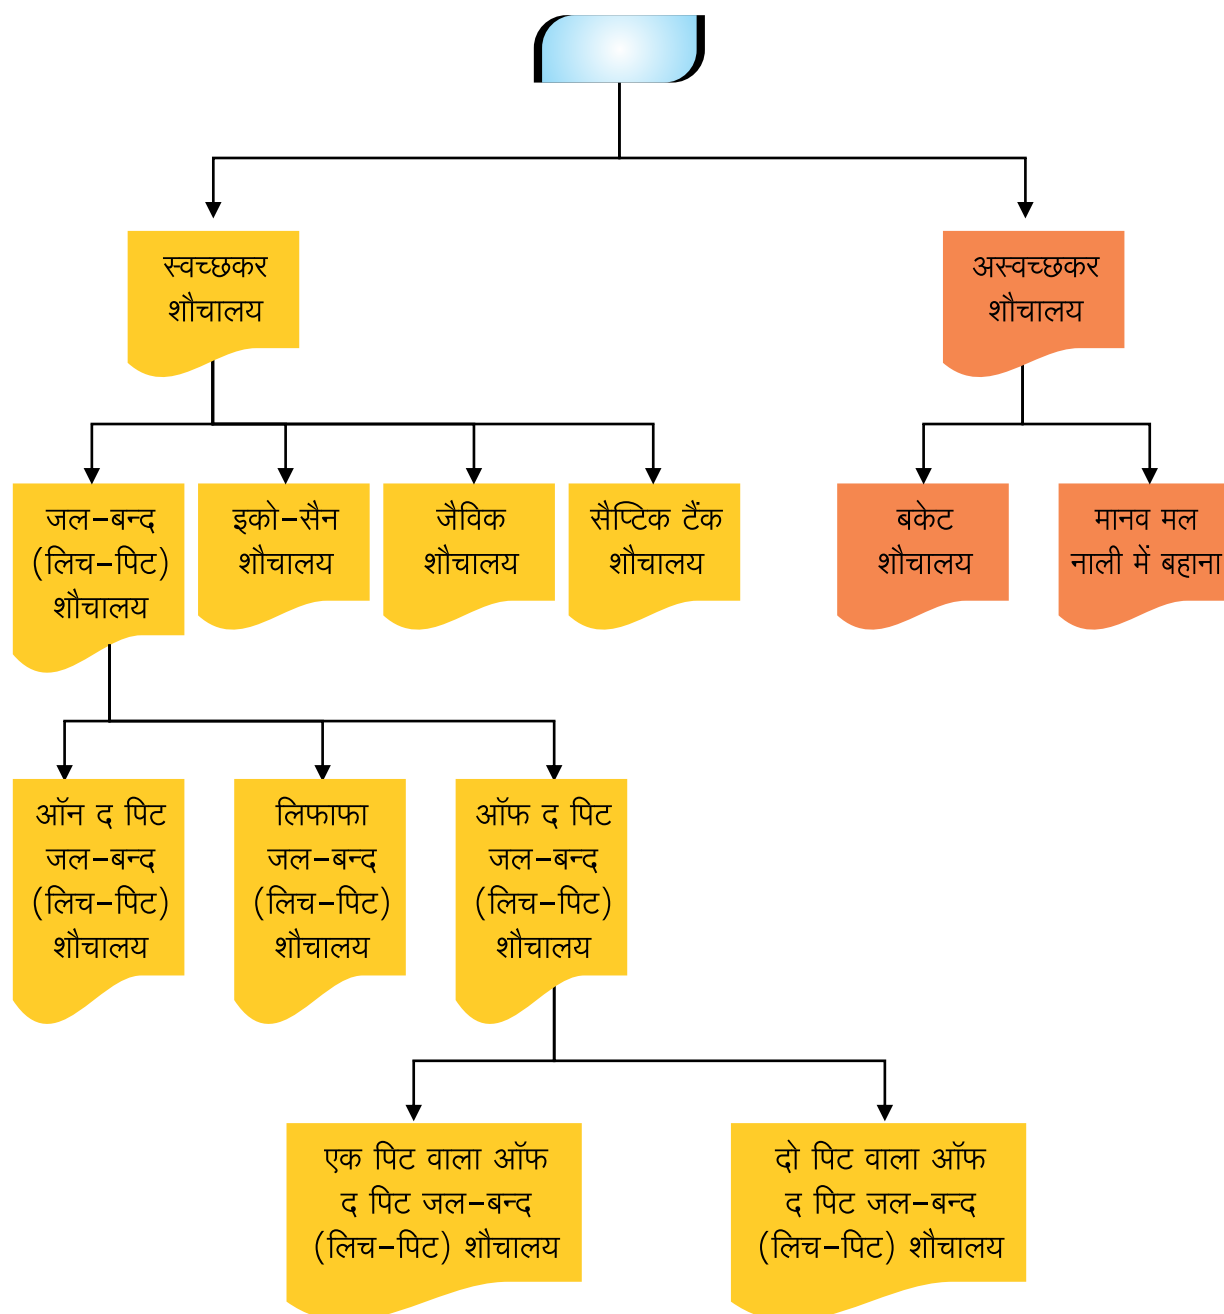 स्वच्छकर
शौचालय
अस्वच्छकर
शौचालय
जल-बन्द
(लिच-पिट)
शौचालय
इको-सैन
शौचालय
जैविक
शौचालय
सैप्टिक टैंक
शौचालय
बकेट
शौचालय
मानव मल
नाली में बहाना
ऑन द पिट
जल-बन्द
(लिच-पिट)
शौचालय
लिफाफा
जल-बन्द
(लिच-पिट)
शौचालय
ऑफ द पिट
जल-बन्द
(लिच-पिट)
शौचालय
एक पिट वाला ऑफ
द पिट जल-बन्द
(लिच-पिट) शौचालय
दो पिट वाला ऑफ
द पिट जल-बन्द
(लिच-पिट) शौचालय